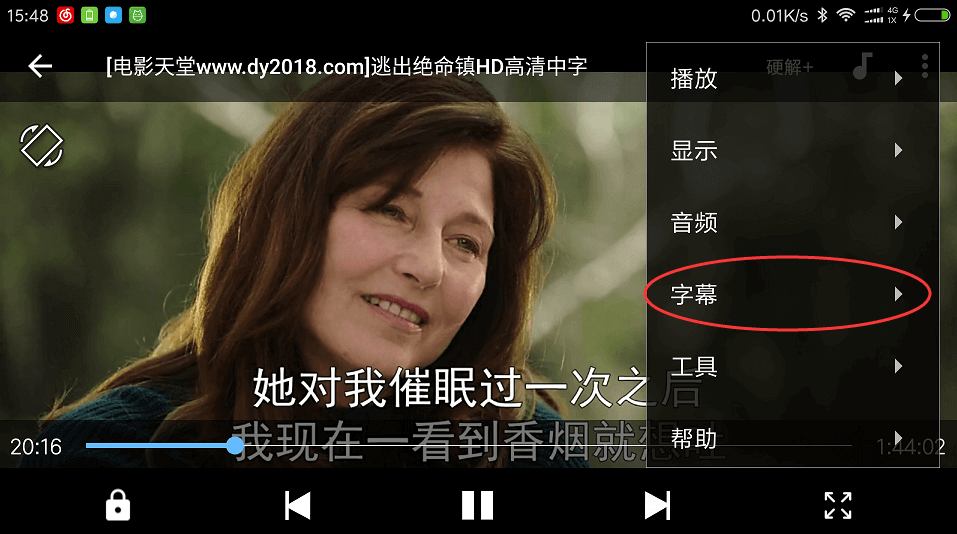 15:48
0.01K/s 4G 1X
[电影天堂www.dy2018.com]逃出绝命镇HD高清中字
硬解+
播放
显示
音频
字幕
工具
帮助
她对我催眠过一次之后
我现在一看到香烟就想吐
20:16
1:44:02